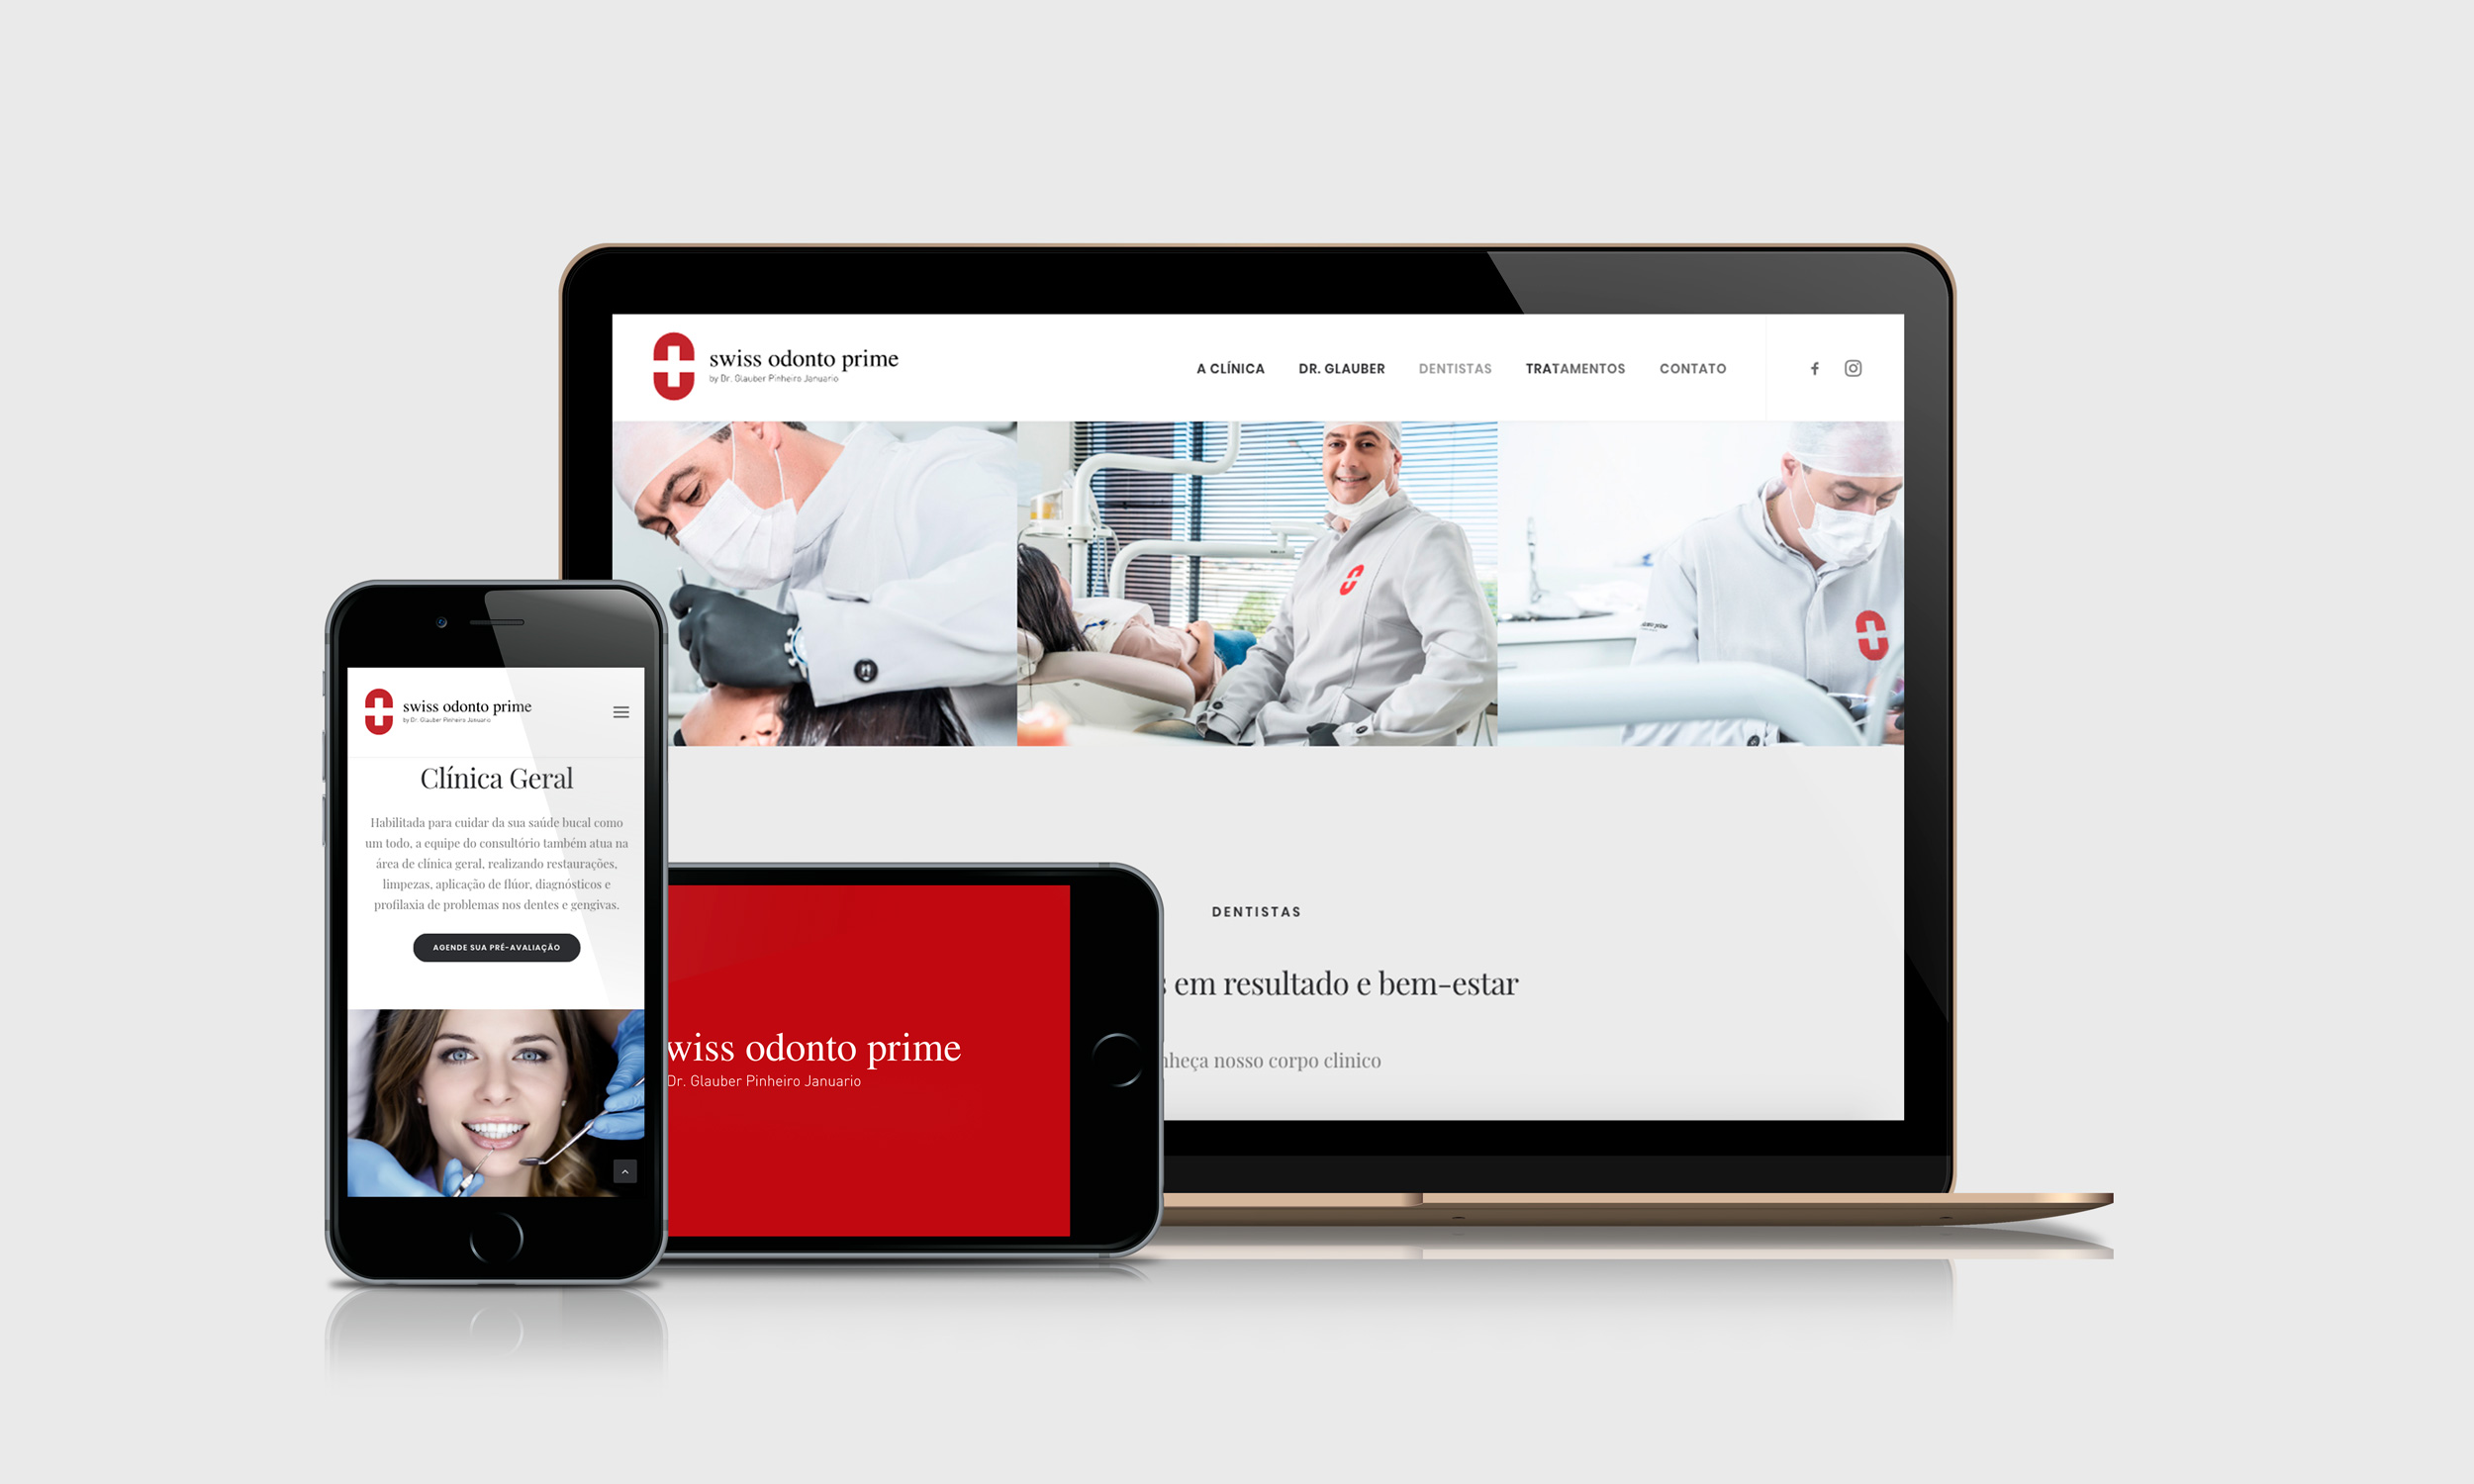 swiss odonto prime
by Dr. Glauber Pinheiro Januario
A CLÍNICA DR. GLAUBER DENTISTAS TRATAMENTOS CONTATO
DENTISTAS
em resultado e bem-estar
nheça nosso corpo clinico
swiss odonto prime
by Dr. Glauber Pinheiro Januario
Clínica Geral
Habilitada para cuidar da sua saúde bucal como
um todo, a equipe do consultório também atua na
área de clínica geral, realizando restaurações,
limpezas, aplicação de flúor, diagnósticos e
profilaxia de problemas nos dentes e gengivas.
AGENDE SUA PRÉ-AVALIAÇÃO
wiss odonto prime
Dr. Glauber Pinheiro Januario